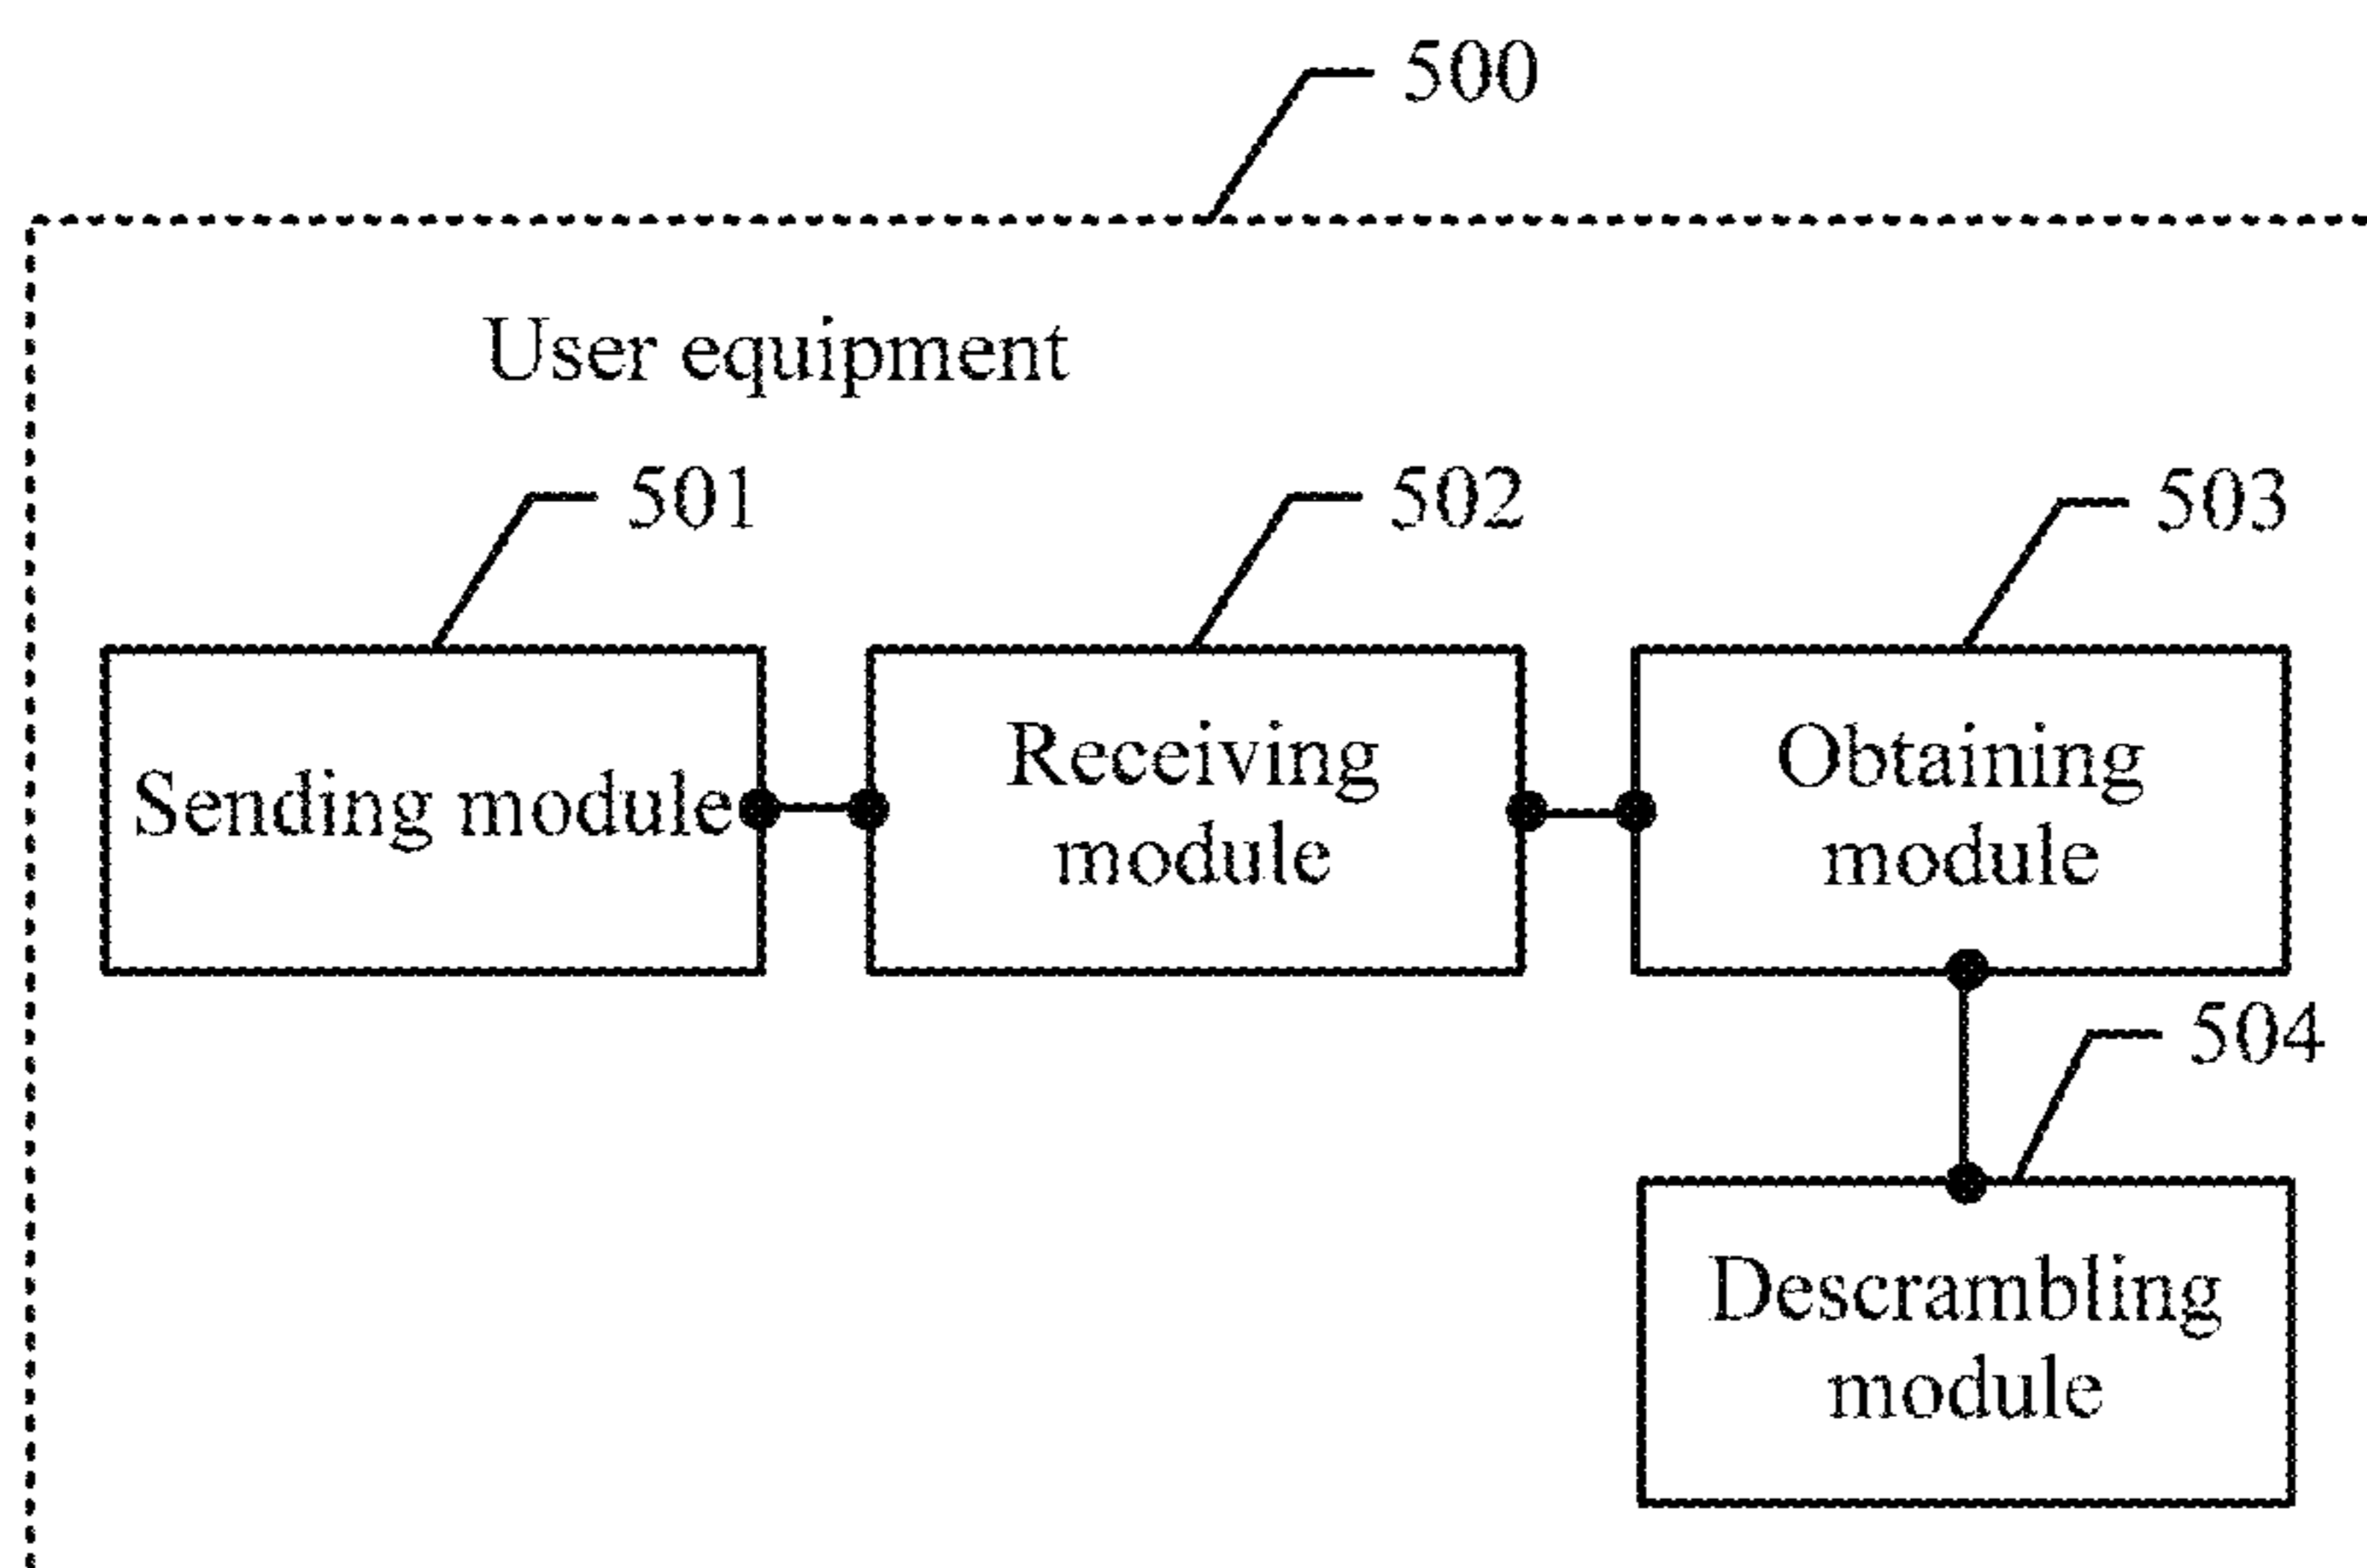 500
User equipment
501
502
503
Sending module
Receiving
module
Obtaining
module
504
Descrambling
module